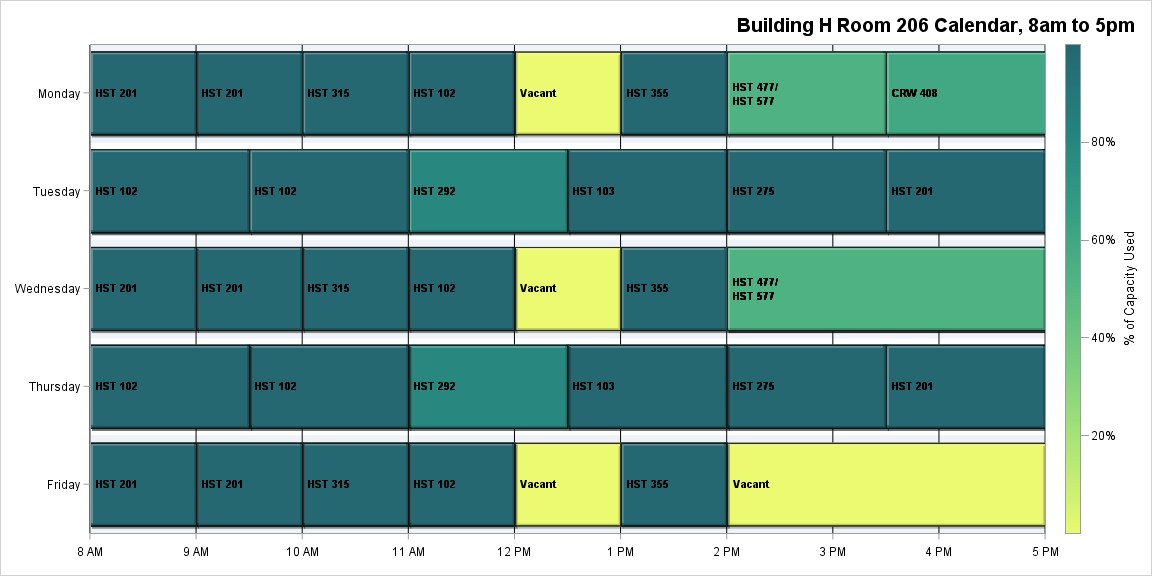 Building H Room 206 Calendar, 8am to 5pm
Monday
HST 201
HST 201
HST 315
HST 102
Vacant
HST 355
HST 477/
HST 577
CRW 408
Tuesday
HST 102
HST 102
HST 292
HST 103
HST 275
HST 201
Wednesday
HST 201
HST 201
HST 315
HST 102
Vacant
HST 355
HST 477/
HST 577
Thursday
HST 102
HST 102
HST 292
HST 103
HST 275
HST 201
Friday
HST 201
HST 201
HST 315
HST 102
Vacant
HST 355
Vacant
8 AM
9 AM
10 AM
11 AM
12 PM
1 PM
2 PM
3 PM
4 PM
5 PM
80%
60%
40%
20%
% of Capacity Used